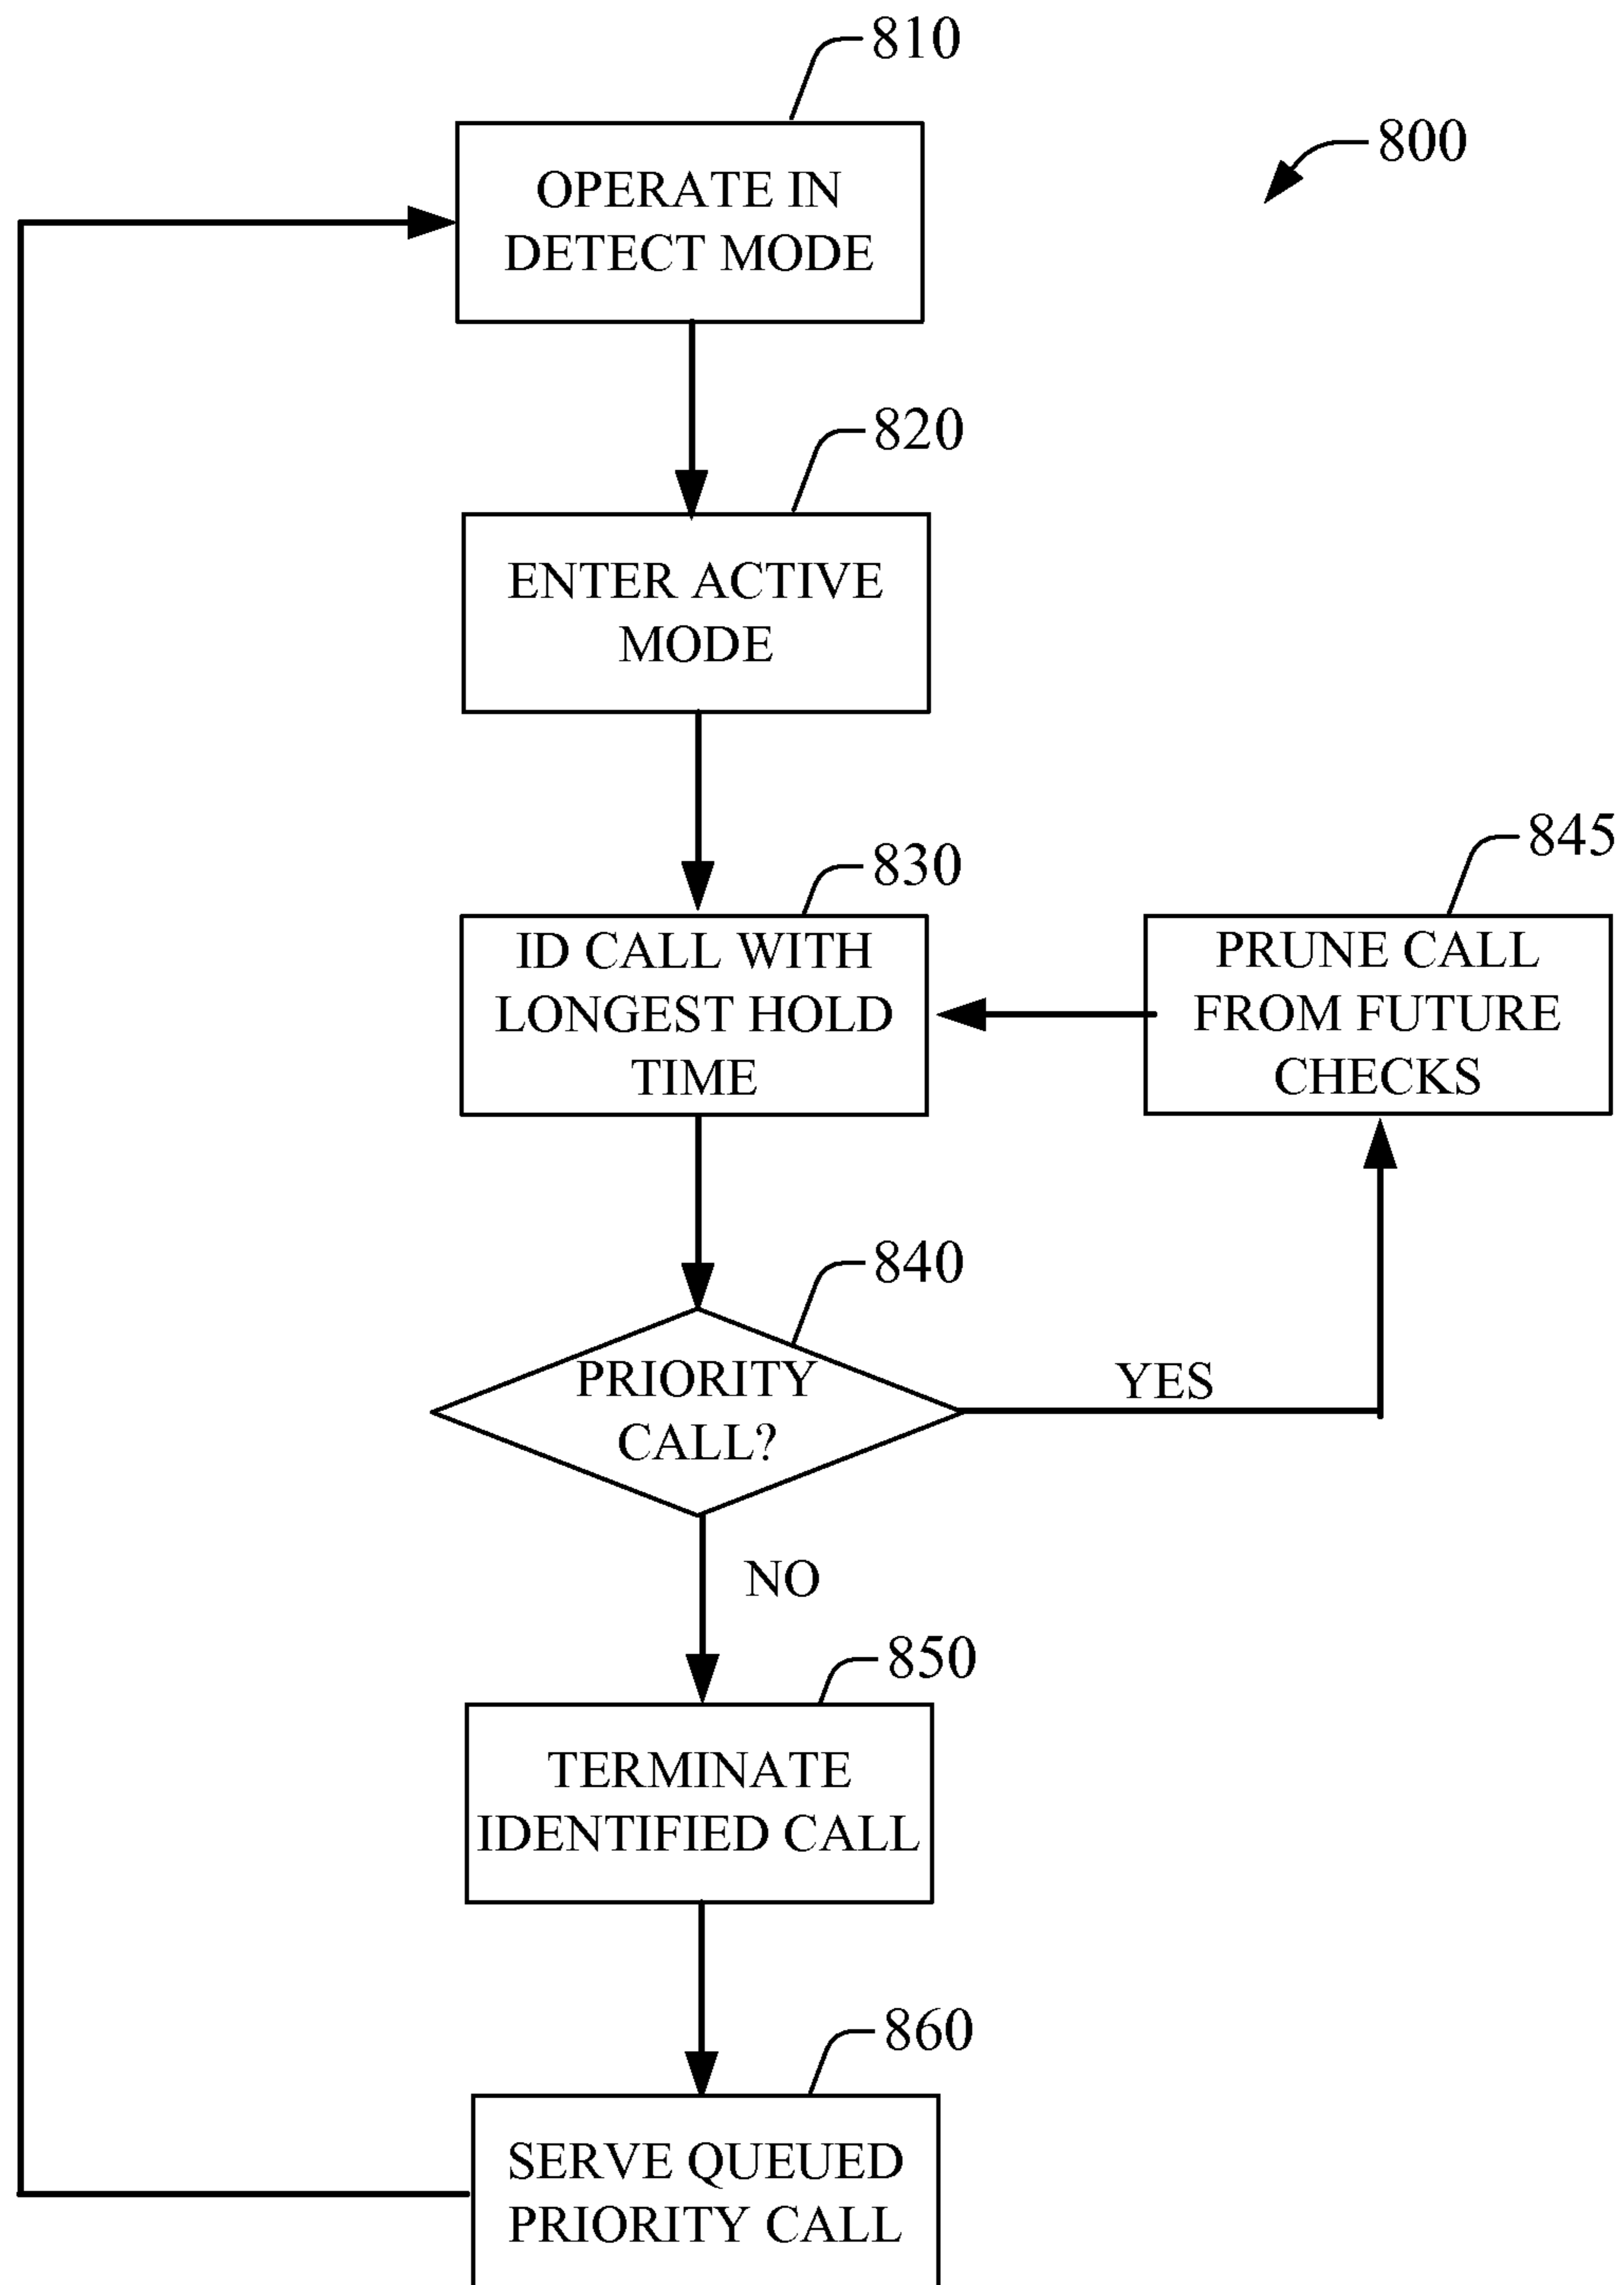 810
800
OPERATE IN
DETECT MODE
820
ENTER ACTIVE
MODE
830
ID CALL WITH
LONGEST HOLD
TIME
845
PRUNE CALL
FROM FUTURE
CHECKS
840
PRIORITY
CALL?
YES
NO
850
TERMINATE
IDENTIFIED CALL
860
SERVE QUEUED
PRIORITY CALL